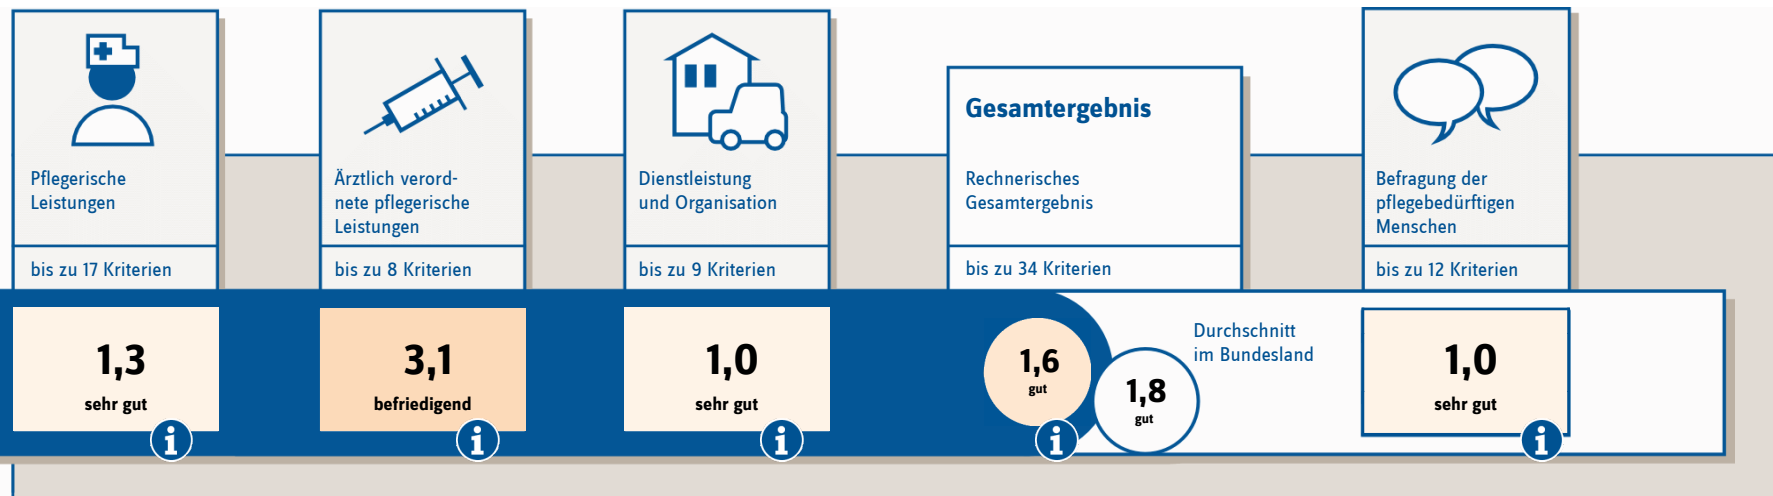 Pflegerische
Leistungen
bis zu 17 Kriterien
1,3
sehr gut
i
Ärztlich verord-
nete pflegerische
Leistungen
bis zu 8 Kriterien
3,1
befriedigend
i
Dienstleistung
und Organisation
bis zu 9 Kriterien
1,0
sehr gut
i
Gesamtergebnis
Rechnerisches
Gesamtergebnis
bis zu 34 Kriterien
1,6
gut
i
1,8
gut
Durchschnitt
im Bundesland
Befragung der
pflegebedürftigen
Menschen
bis zu 12 Kriterien
1,0
sehr gut
i